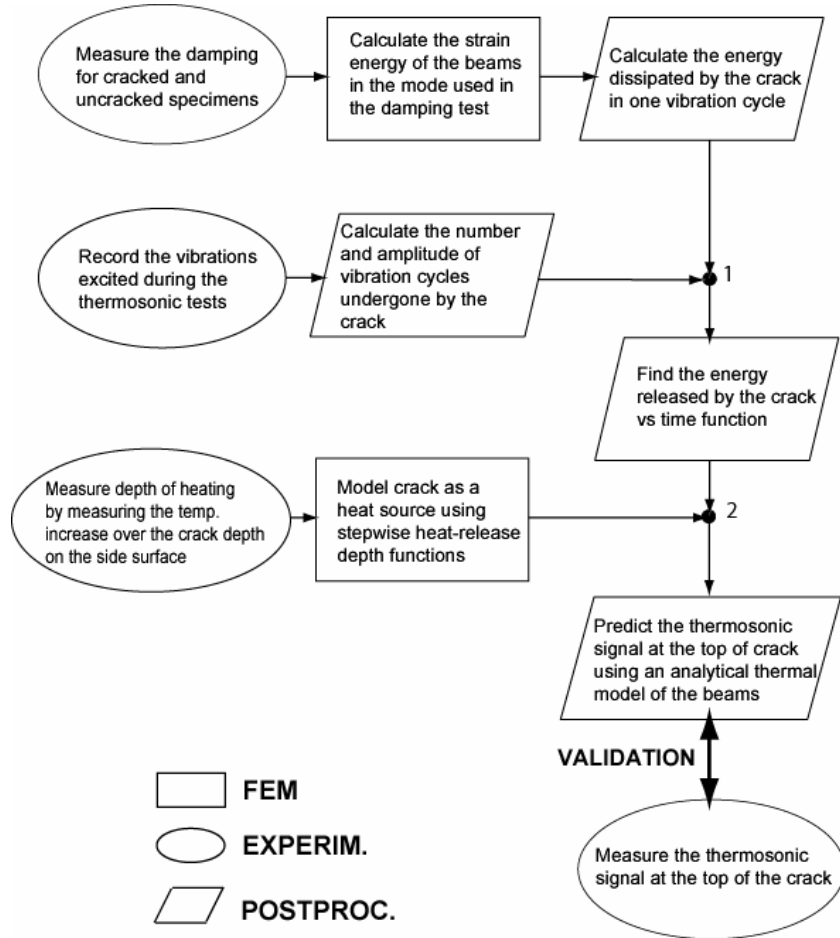 Measure the damping
for cracked and
uncracked specimens
Calculate the strain
energy of the beams
in the mode used in
the damping test
Calculate the energy
dissipated by the crack
in one vibration cycle
Record the vibrations
excited during the
thermosonic tests
Calculate the number
and amplitude of
vibration cycles
undergone by the
crack
1
Find the energy
released by the crack
vs time function
Measure depth of heating
by measuring the temp.
increase over the crack depth
on the side surface
Model crack as a
heat source using
stepwise heat-release
depth functions
2
Predict the thermosonic
signal at the top of crack
using an analytical thermal
model of the beams
VALIDATION
Measure the thermosonic
signal at the top of the crack
FEM
EXPERIM.
POSTPROC.